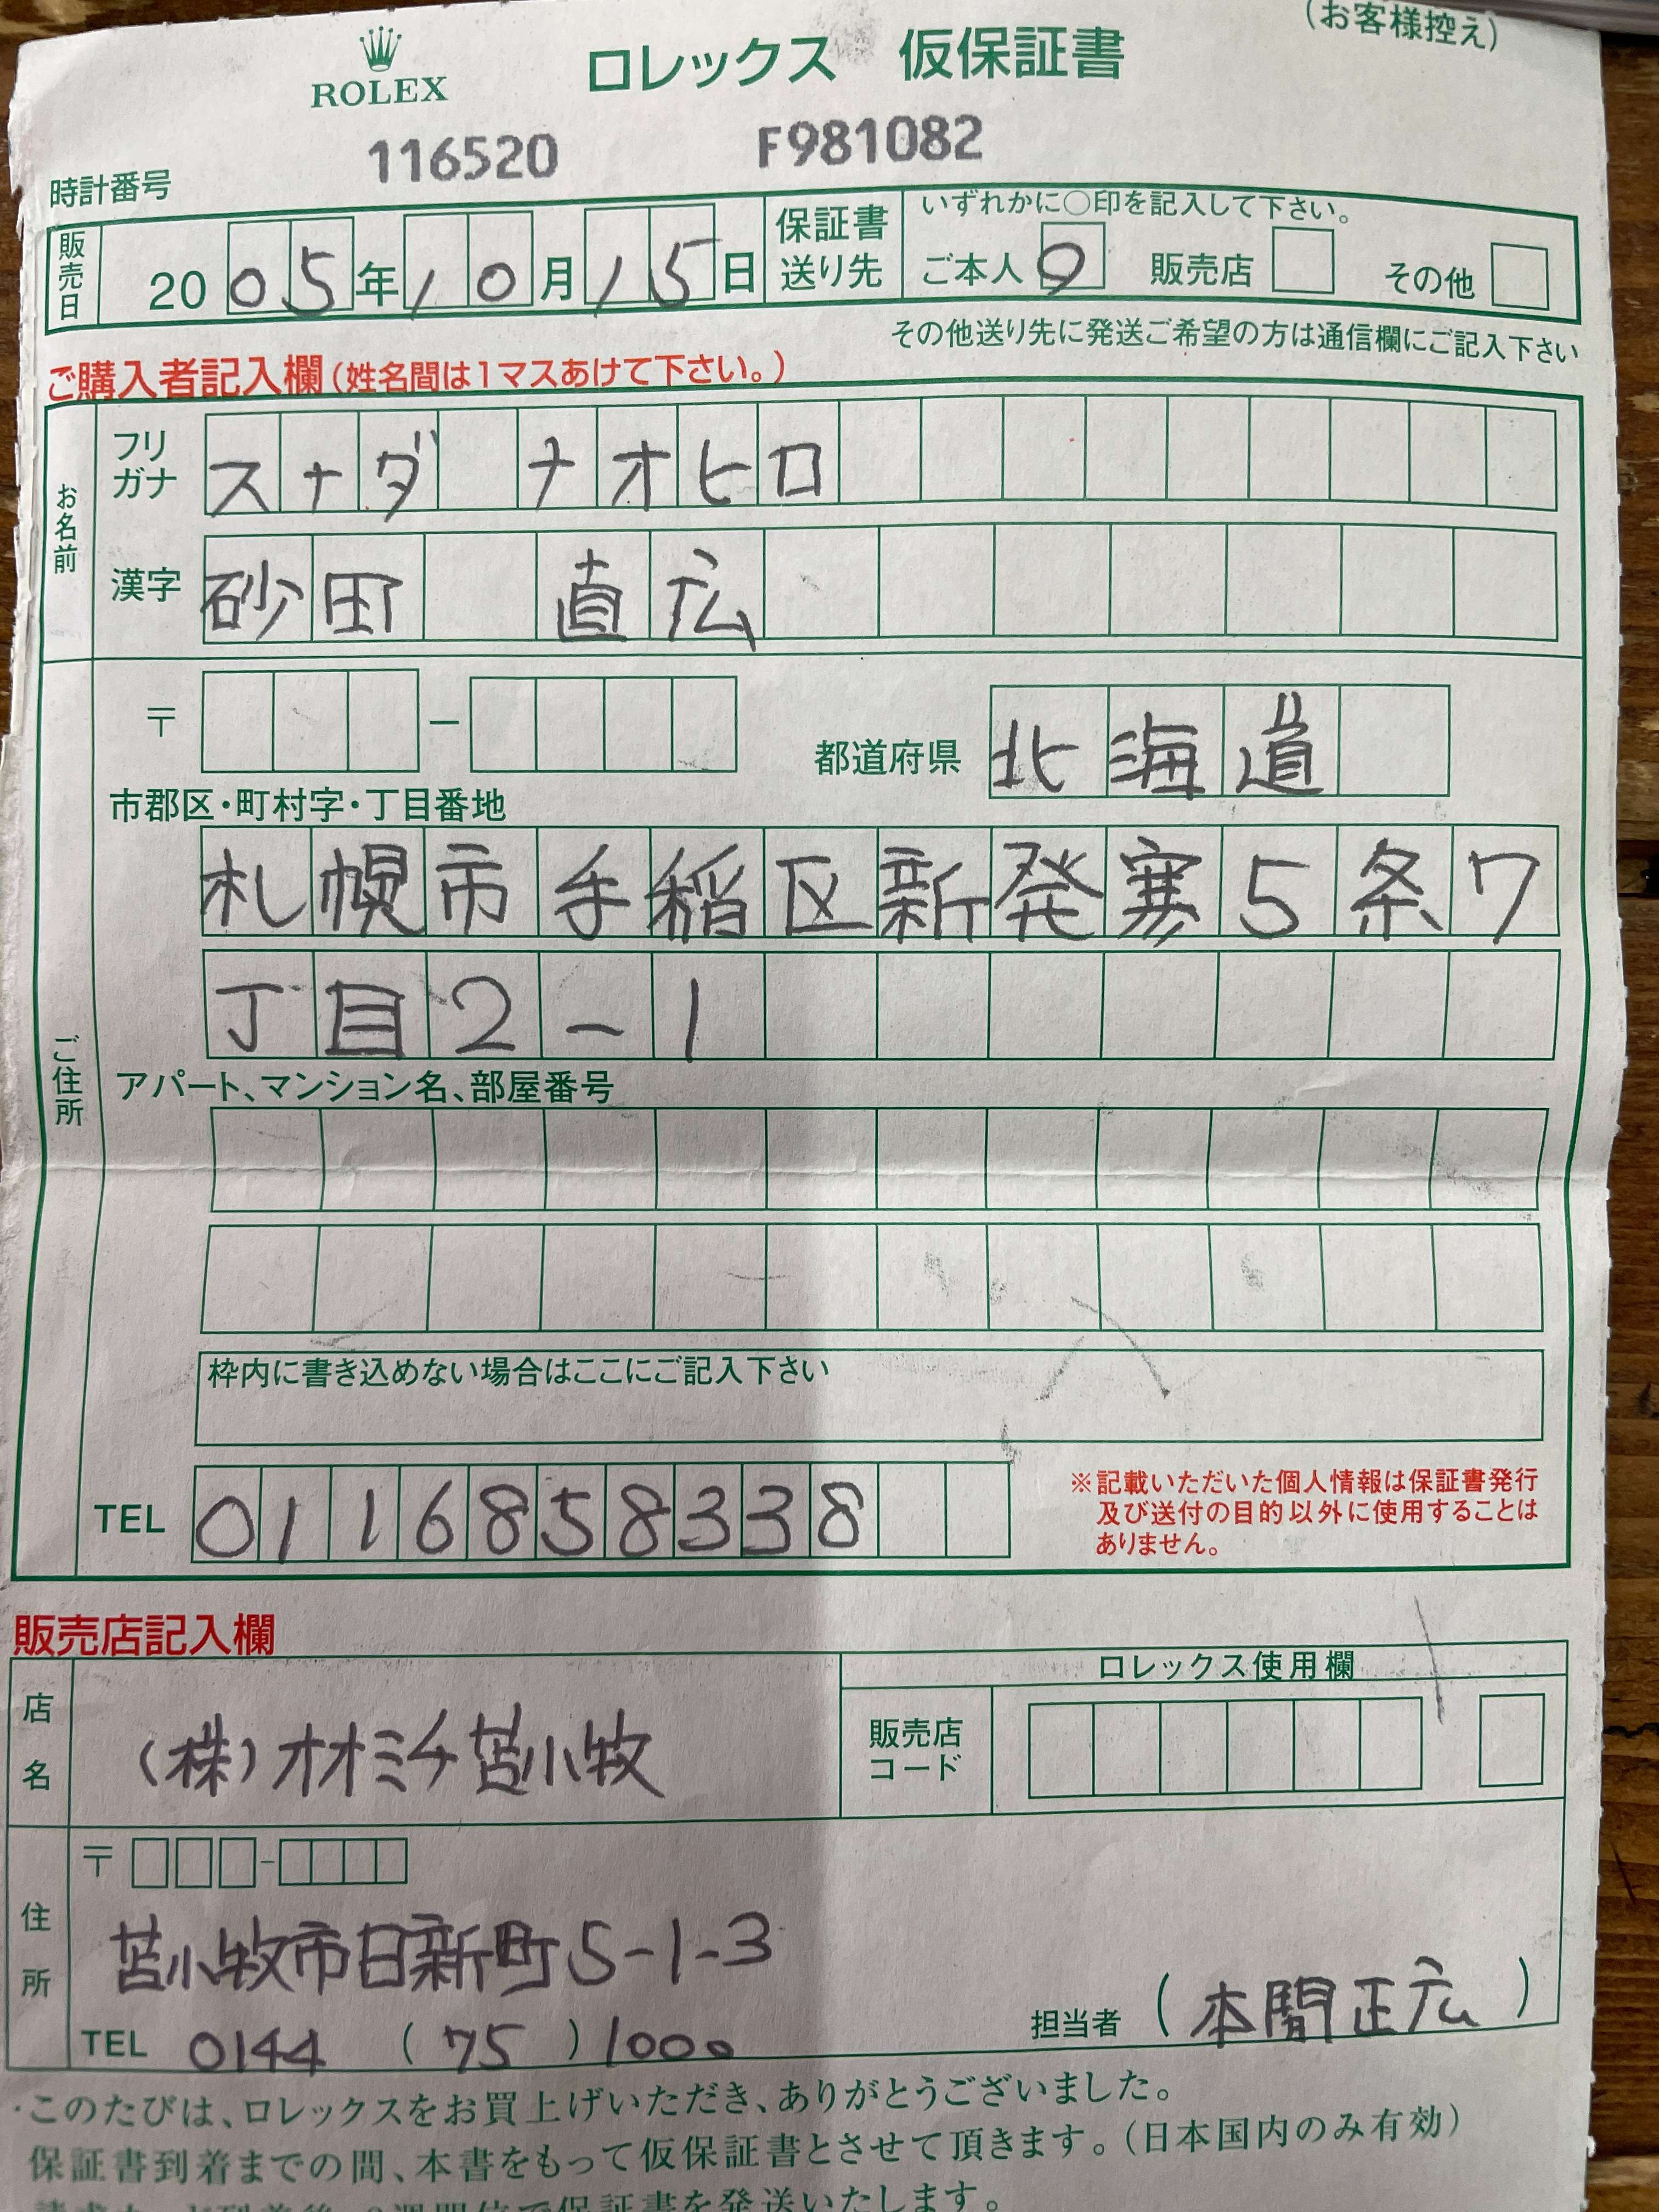 (お客様控え)
ROLEX
ロレックス 仮保証書
時計番号 116520 F981082
販売日 2005年10月15日 保証書送り先 いずれかに○印を記入して下さい。
ご本人 ○ 販売店 その他
その他送り先に発送ご希望の方は通信欄にご記入下さい
ご購入者記入欄(姓名間は1マスあけて下さい。)
お名前
フリガナ スナダ ナオヒロ
漢字 砂田 直広
ご住所
〒 － 都道府県 北海道
市郡区・町村字・丁目番地
札幌市手稲区新発寒5条7
丁目2-1
アパート、マンション名、部屋番号
枠内に書き込めない場合はここにご記入下さい
TEL 0116858338
※記載いただいた個人情報は保証書発行
及び送付の目的以外に使用することは
ありません。
販売店記入欄
店名 (株)オオミチ苫小牧
ロレックス使用欄
販売店コード
住所
〒 -
苫小牧市日新町5-1-3
TEL 0144 (75) 1000 担当者 (本間正広)
・このたびは、ロレックスをお買上げいただき、ありがとうございました。
保証書到着までの間、本書をもって仮保証書とさせて頂きます。(日本国内のみ有効)